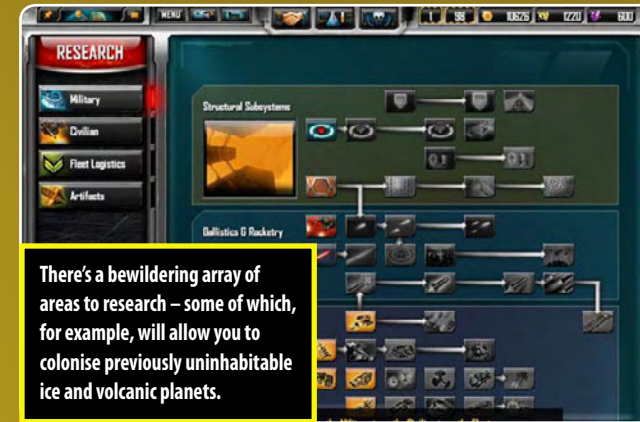 MENU
1 98 10626 1220 600
RESEARCH
Military
Civilian
Fleet Logistics
Artifacts
Structural Subsystems
Ballistics & Rocketry
There's a bewildering array of
areas to research – some of which,
for example, will allow you to
colonise previously uninhabitable
ice and volcanic planets.